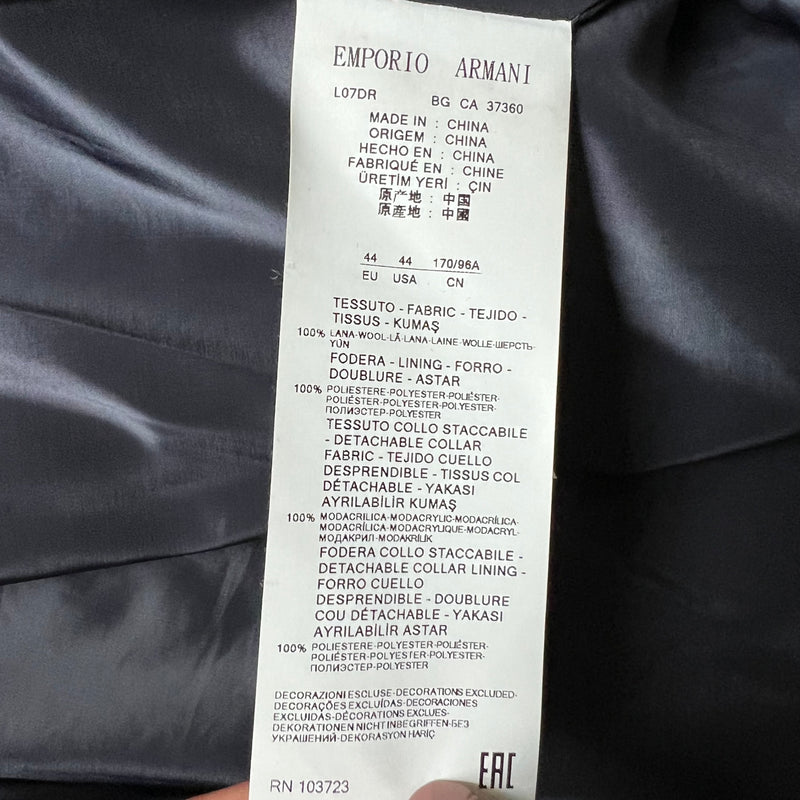 EMPORIO ARMANI
L07DR BG CA 37360
MADE IN : CHINA
ORIGEM : CHINA
HECHO EN : CHINA
FABRIQUÉ EN : CHINE
ÜRETİM YERİ : ÇIN
原产地 : 中国
原產地 : 中國
44 44 170/96A
EU USA CN
TESSUTO - FABRIC - TEJIDO -
TISSUS - KUMAŞ
100% LANA-WOOL-LÃ-LANA-LAINE-WOLLE-ШЕРСТЬ-
YÜN
FODERA - LINING - FORRO -
DOUBLURE - ASTAR
100% POLIESTERE-POLYESTER-POLIÉSTER-
POLIÉSTER-POLYESTER-POLYESTER-
ПОЛИЭСТЕР-POLYESTER
TESSUTO COLLO STACCABILE
- DETACHABLE COLLAR
FABRIC - TEJIDO CUELLO
DESPRENDIBLE - TISSUS COL
DÉTACHABLE - YAKASI
AYRILABİLİR KUMAŞ
100% MODACRILICA-MODACRYLIC-MODACRÍLICA-
MODACRÍLICA-MODACRYLIQUE-MODACRYL-
МОДАКРИЛ-MODAKRİLİK
FODERA COLLO STACCABILE -
DETACHABLE COLLAR LINING -
FORRO CUELLO
DESPRENDIBLE - DOUBLURE
COU DÉTACHABLE - YAKASI
AYRILABİLİR ASTAR
100% POLIESTERE-POLYESTER-POLIÉSTER-
POLIÉSTER-POLYESTER-POLYESTER-
ПОЛИЭСТЕР-POLYESTER
DECORAZIONI ESCLUSE-DECORATIONS EXCLUDED-
DECORAÇÕES EXCLUÍDAS-DECORACIONES
EXCLUIDAS-DÉCORATIONS EXCLUES-
DEKORATIONEN NICHT INBEGRIFFEN-БЕЗ
УКРАШЕНИЙ-DEKORASYON HARİÇ
RN 103723 EAC